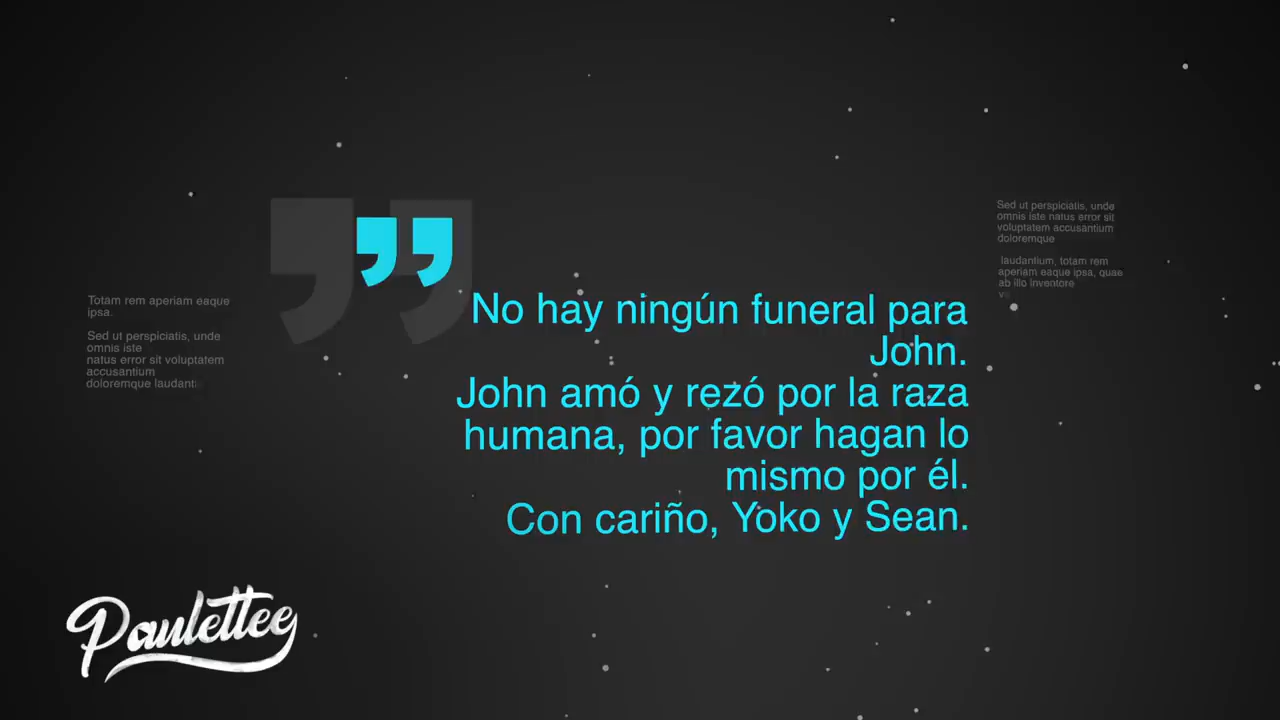 Totam rem aperiam eaque
ipsa.
Sed ut perspiciatis, unde
omnis iste
natus error sit voluptatem
accusantium
doloremque laudanti
No hay ningún funeral para
John.
John amó y rezó por la raza
humana, por favor hagan lo
mismo por él.
Con cariño, Yoko y Sean.
Sed ut perspiciatis, unde
omnis iste natus error sit
voluptatem accusantium
doloremque
laudantium, totam rem
aperiam eaque ipsa, quae
ab illo inventore
Paulettee